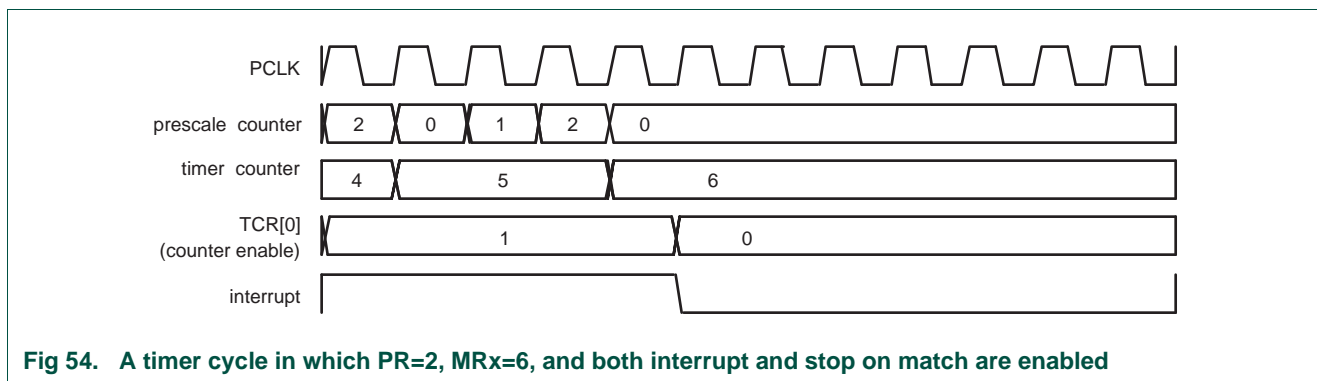 PCLK
prescale counter
2 0 1 2 0
timer counter
4 5 6
TCR[0]
(counter enable)
1 0
interrupt
Fig 54. A timer cycle in which PR=2, MRx=6, and both interrupt and stop on match are enabled